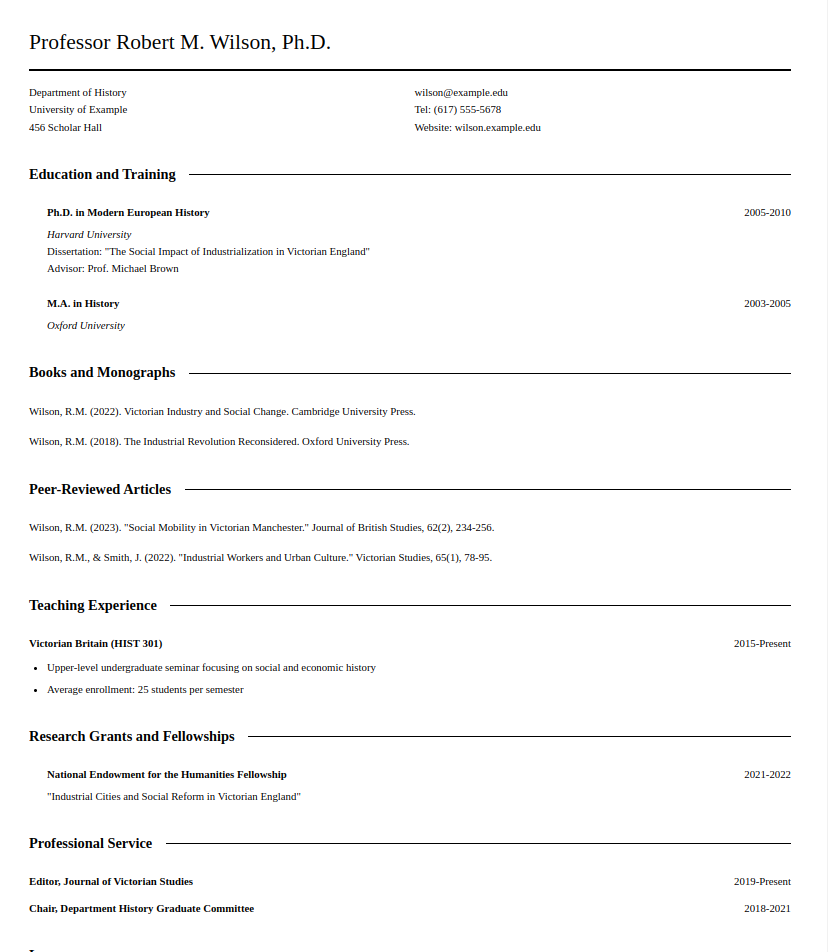 Professor Robert M. Wilson, Ph.D.
Department of History
University of Example
456 Scholar Hall
wilson@example.edu
Tel: (617) 555-5678
Website: wilson.example.edu
Education and Training
Ph.D. in Modern European History 2005-2010
Harvard University
Dissertation: "The Social Impact of Industrialization in Victorian England"
Advisor: Prof. Michael Brown
M.A. in History 2003-2005
Oxford University
Books and Monographs
Wilson, R.M. (2022). Victorian Industry and Social Change. Cambridge University Press.
Wilson, R.M. (2018). The Industrial Revolution Reconsidered. Oxford University Press.
Peer-Reviewed Articles
Wilson, R.M. (2023). "Social Mobility in Victorian Manchester." Journal of British Studies, 62(2), 234-256.
Wilson, R.M., & Smith, J. (2022). "Industrial Workers and Urban Culture." Victorian Studies, 65(1), 78-95.
Teaching Experience
Victorian Britain (HIST 301) 2015-Present
• Upper-level undergraduate seminar focusing on social and economic history
• Average enrollment: 25 students per semester
Research Grants and Fellowships
National Endowment for the Humanities Fellowship 2021-2022
"Industrial Cities and Social Reform in Victorian England"
Professional Service
Editor, Journal of Victorian Studies 2019-Present
Chair, Department History Graduate Committee 2018-2021